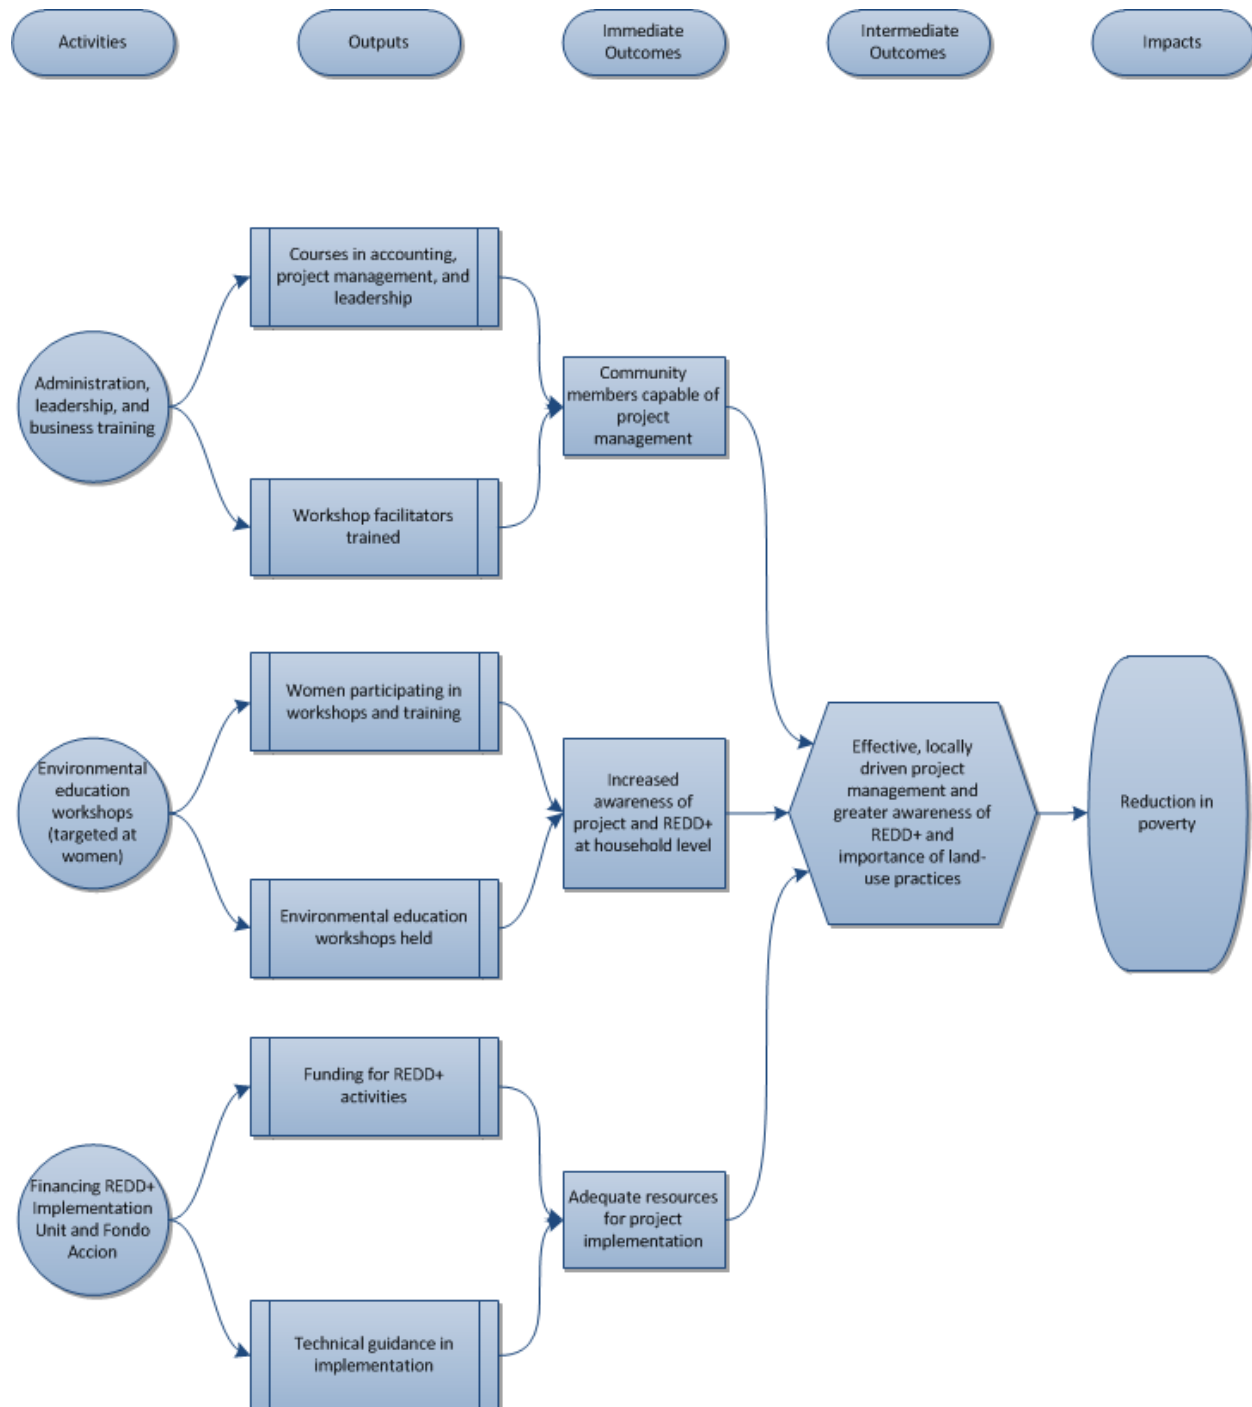 Activities
Outputs
Immediate
Outcomes
Intermediate
Outcomes
Impacts
Courses in accounting,
project management, and
leadership
Administration,
leadership, and
business training
Community
members capable of
project
management
Workshop facilitators
trained
Women participating in
workshops and training
Environmental
education
workshops
(targeted at
women)
Increased
awareness of
project and REDD+
at household level
Effective, locally
driven project
management and
greater awareness of
REDD+ and
importance of land-
use practices
Reduction in
poverty
Environmental education
workshops held
Funding for REDD+
activities
Financing REDD+
Implementation
Unit and Fondo
Accion
Adequate resources
for project
implementation
Technical guidance in
implementation